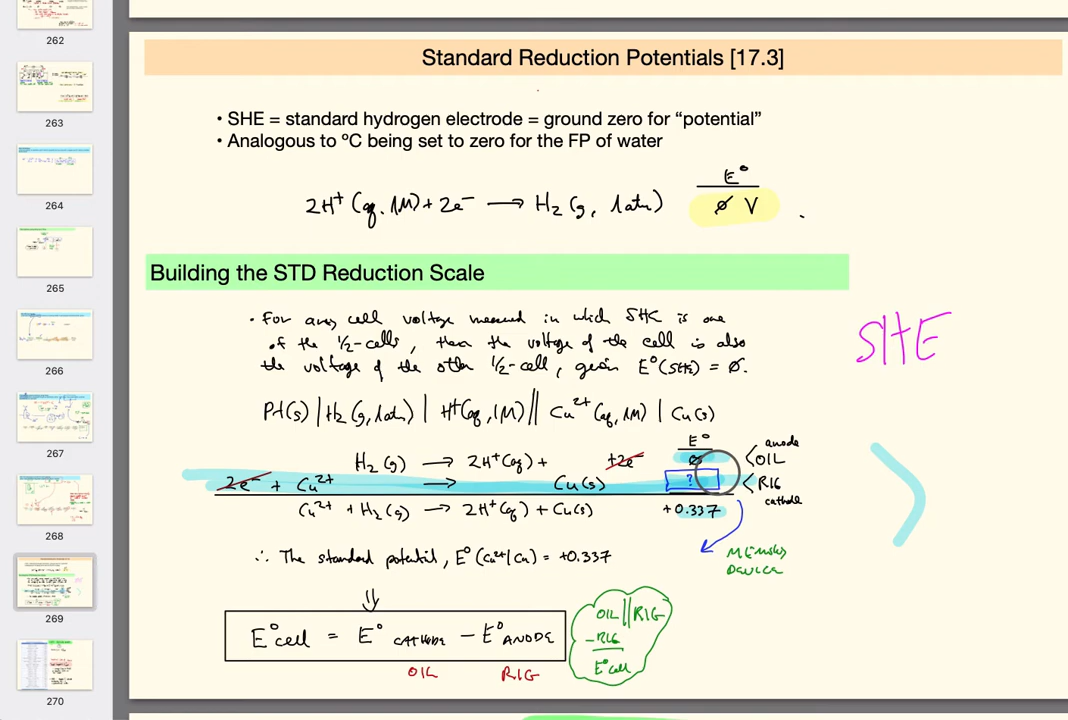 262
263
264
265
266
267
268
269
270
Standard Reduction Potentials [17.3]
• SHE = standard hydrogen electrode = ground zero for “potential”
• Analogous to ºC being set to zero for the FP of water
E°
2H⁺ (aq, 1M) + 2e⁻ → H₂ (g, 1atm) ∅ V
Building the STD Reduction Scale
• For any cell voltage measured in which SHE is one
of the 1/2-cells, then the voltage of the cell is also
the voltage of the other 1/2-cell, given E°(SHE) = ∅.
SHE
Pt(s) | H₂ (g, 1atm) | H⁺(aq, 1M) || Cu²⁺ (aq, 1M) | Cu(s)
E° anode
H₂(g) → 2H⁺(aq) + +2e⁻ ∅ < OIL
2e⁻ + Cu²⁺ → Cu(s) ? < RIG
cathode
Cu²⁺ + H₂(g) → 2H⁺(aq) + Cu(s) +0.337
∴ The standard potential, E°(Cu²⁺/Cu) = +0.337
DEVICE
⇓
E°cell = E° CATHODE − E° ANODE
OIL RIG
OIL || RIG
− RIG
E°cell